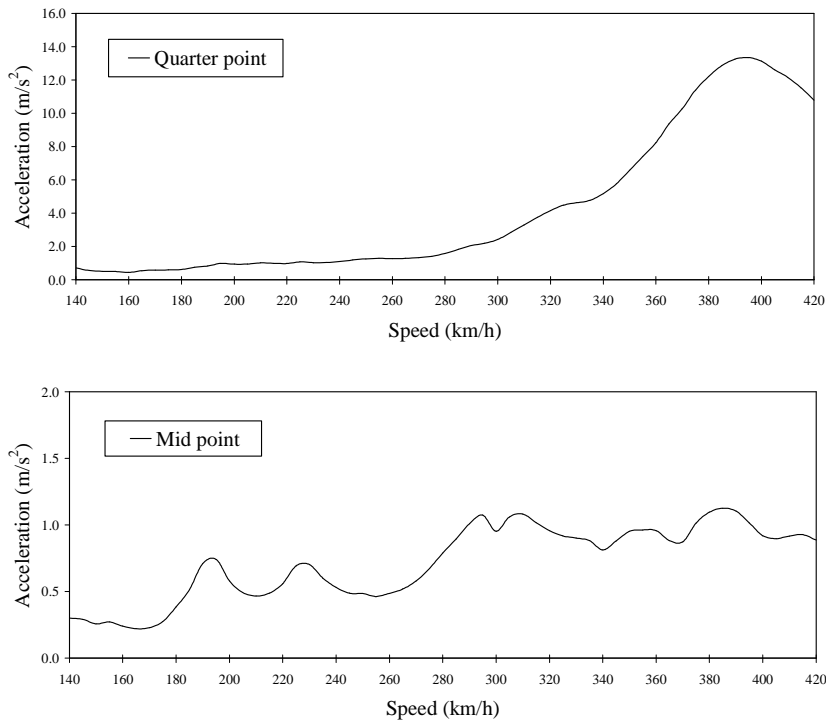 16.0
14.0
12.0
10.0
8.0
6.0
4.0
2.0
0.0
Acceleration (m/s²)
Quarter point
140 160 180 200 220 240 260 280 300 320 340 360 380 400 420
Speed (km/h)
2.0
1.5
1.0
0.5
0.0
Acceleration (m/s²)
Mid point
140 160 180 200 220 240 260 280 300 320 340 360 380 400 420
Speed (km/h)